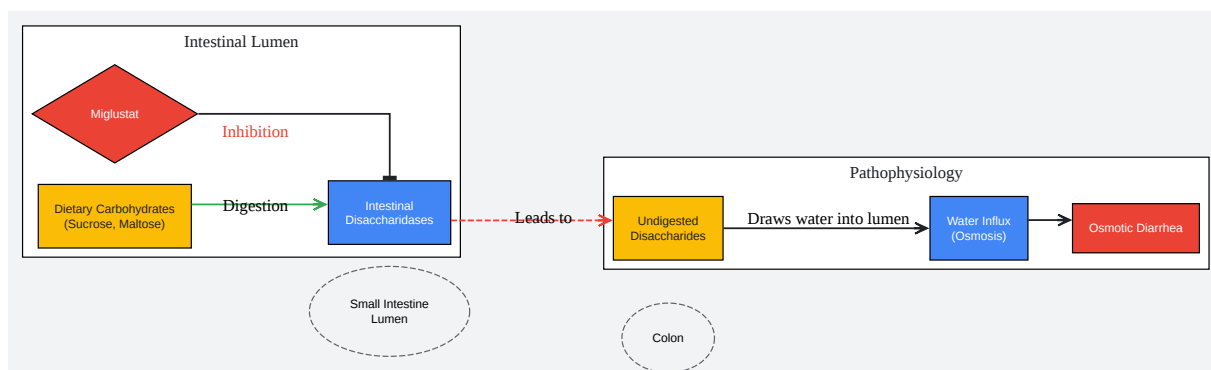 Intestinal Lumen
Miglustat
Inhibition
Dietary Carbohydrates
(Sucrose, Maltose)
Digestion
Intestinal
Disaccharidases
Leads to
Pathophysiology
Undigested
Disaccharides
Draws water into lumen
Water Influx
(Osmosis)
Osmotic Diarrhea
Small Intestine
Lumen
Colon